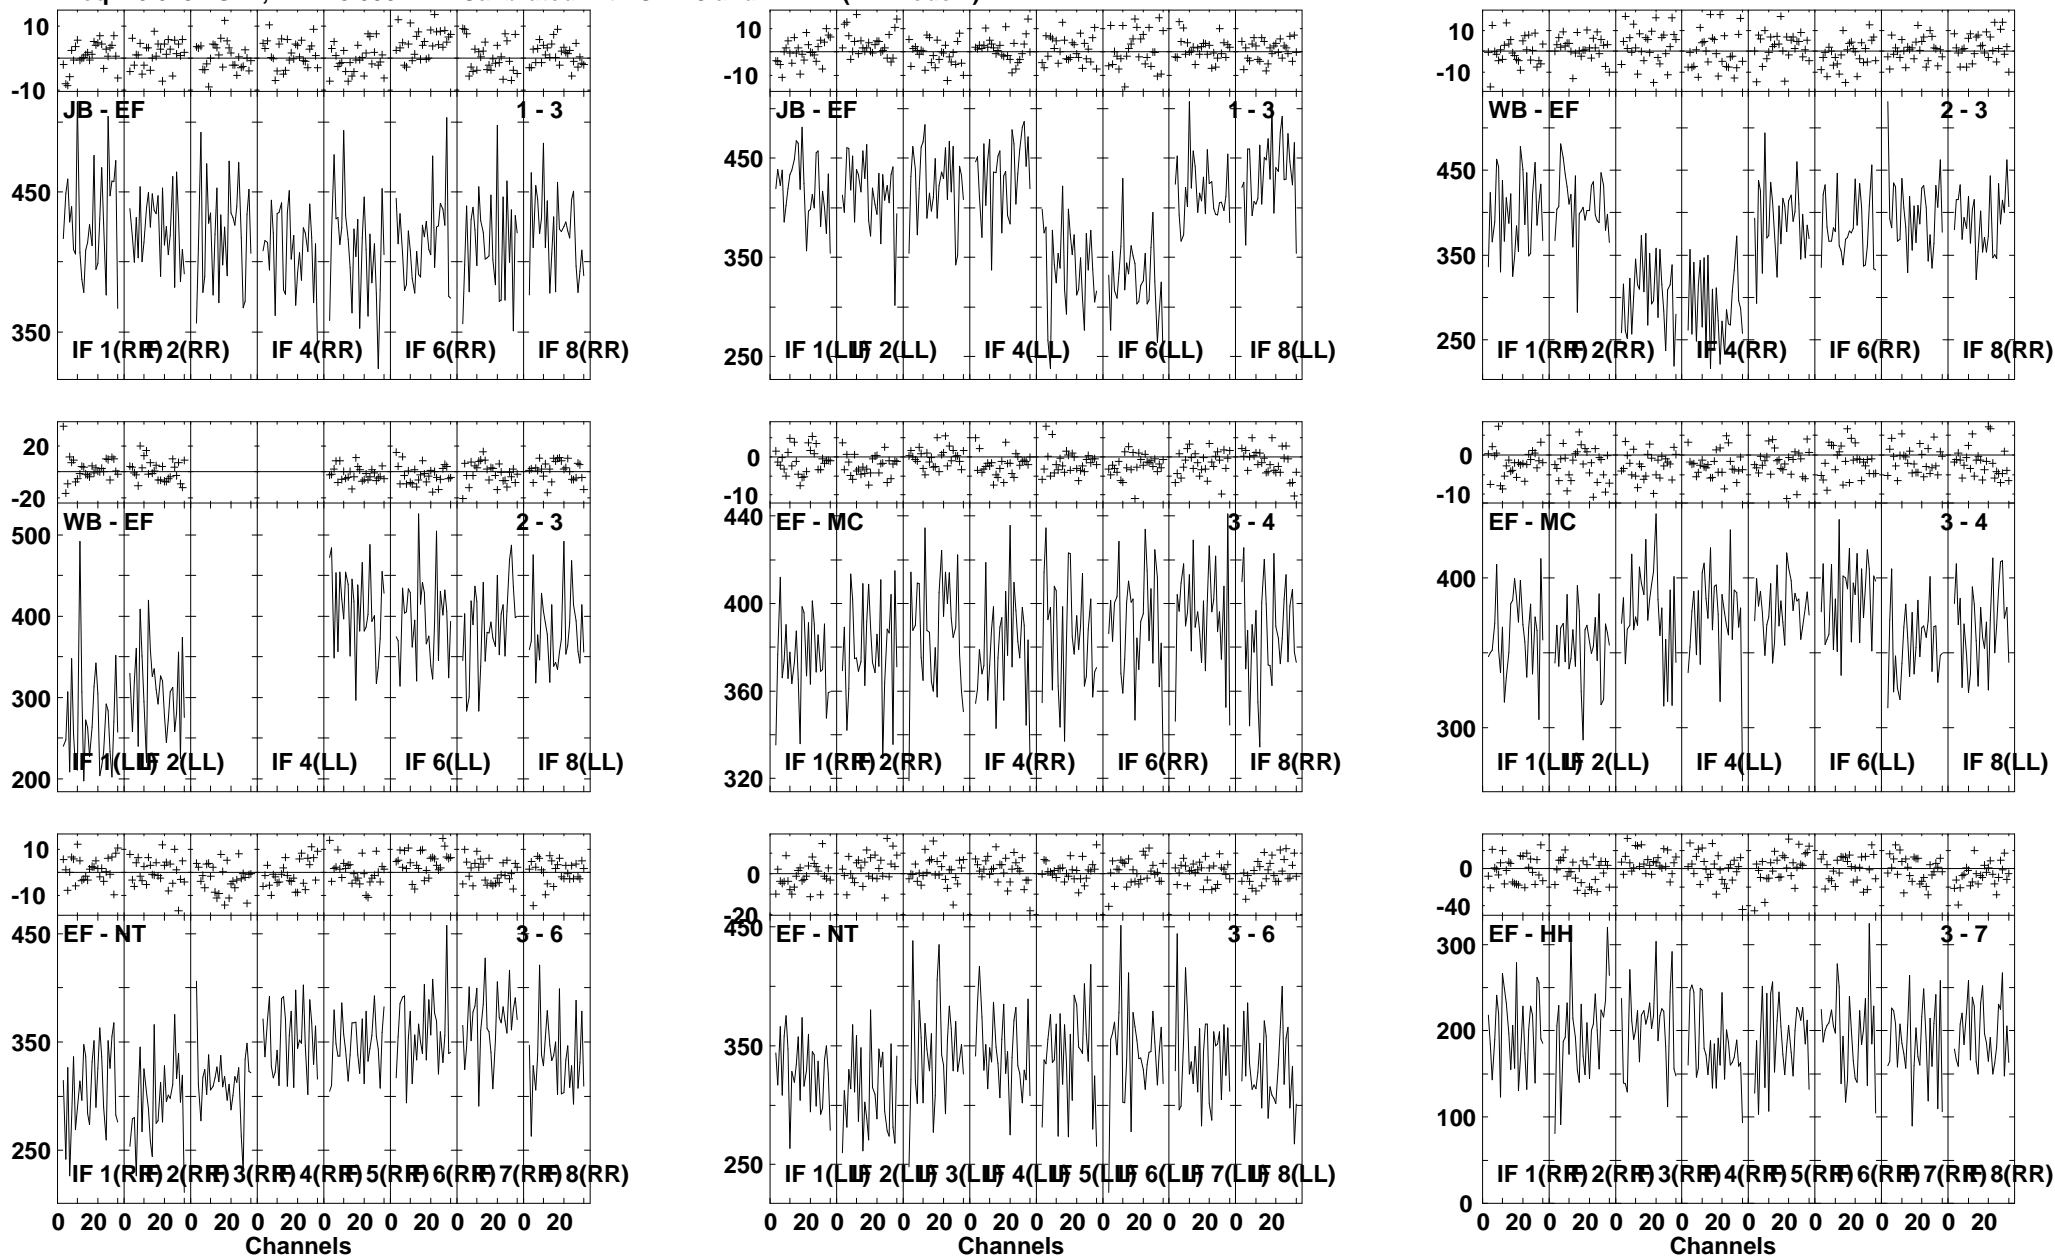 10
-10
JB - EF 1 - 3
450
350
IF 1(RR) IF 2(RR) IF 4(RR) IF 6(RR) IF 8(RR)
10
-10
JB - EF 1 - 3
450
350
250
IF 1(LL) IF 2(LL) IF 4(LL) IF 6(LL) IF 8(LL)
10
-10
WB - EF 2 - 3
450
350
250
IF 1(RR) IF 2(RR) IF 4(RR) IF 6(RR) IF 8(RR)
20
-20
WB - EF 2 - 3
500
400
300
200
IF 1(LL) IF 2(LL) IF 4(LL) IF 6(LL) IF 8(LL)
0
-10
EF - MC 3 - 4
440
400
360
320
IF 1(RR) IF 2(RR) IF 4(RR) IF 6(RR) IF 8(RR)
0
-10
EF - MC 3 - 4
400
300
IF 1(LL) IF 2(LL) IF 4(LL) IF 6(LL) IF 8(LL)
10
-10
EF - NT 3 - 6
450
350
250
IF 1(RR) IF 2(RR) IF 3(RR) IF 4(RR) IF 5(RR) IF 6(RR) IF 7(RR) IF 8(RR)
0 20 0 20 0 20 0 20 0 20 0 20 0 20 0 20
Channels
0
-20
EF - NT 3 - 6
450
350
250
IF 1(LL) IF 2(LL) IF 3(LL) IF 4(LL) IF 5(LL) IF 6(LL) IF 7(LL) IF 8(LL)
0 20 0 20 0 20 0 20 0 20 0 20 0 20 0 20
Channels
0
-40
EF - HH 3 - 7
300
200
100
0
IF 1(RR) IF 2(RR) IF 3(RR) IF 4(RR) IF 5(RR) IF 6(RR) IF 7(RR) IF 8(RR)
0 20 0 20 0 20 0 20 0 20 0 20 0 20 0 20
Channels